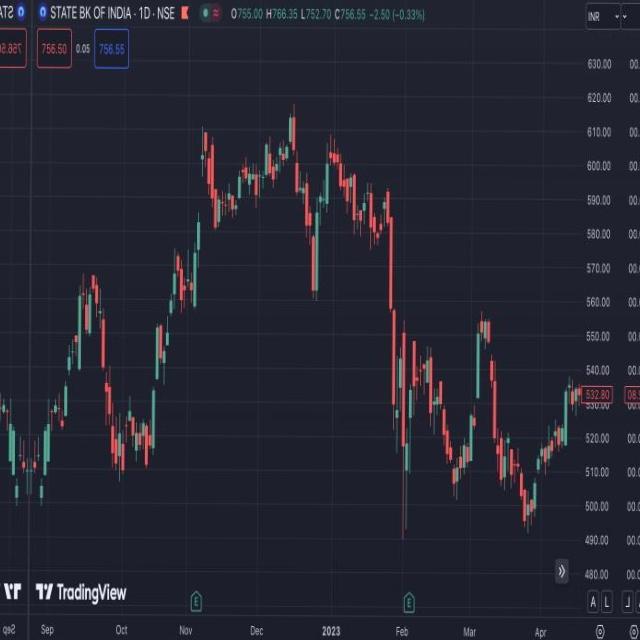 STATE BK OF INDIA · 1D · NSE O755.00 H766.35 L752.70 C756.55 −2.50 (−0.33%) INR
756.50 0.05 756.55
630.00
620.00
610.00
600.00
590.00
580.00
570.00
560.00
550.00
540.00
532.80
530.00
520.00
510.00
500.00
490.00
480.00
E E
A L
TradingView
Sep Oct Nov Dec 2023 Feb Mar Apr